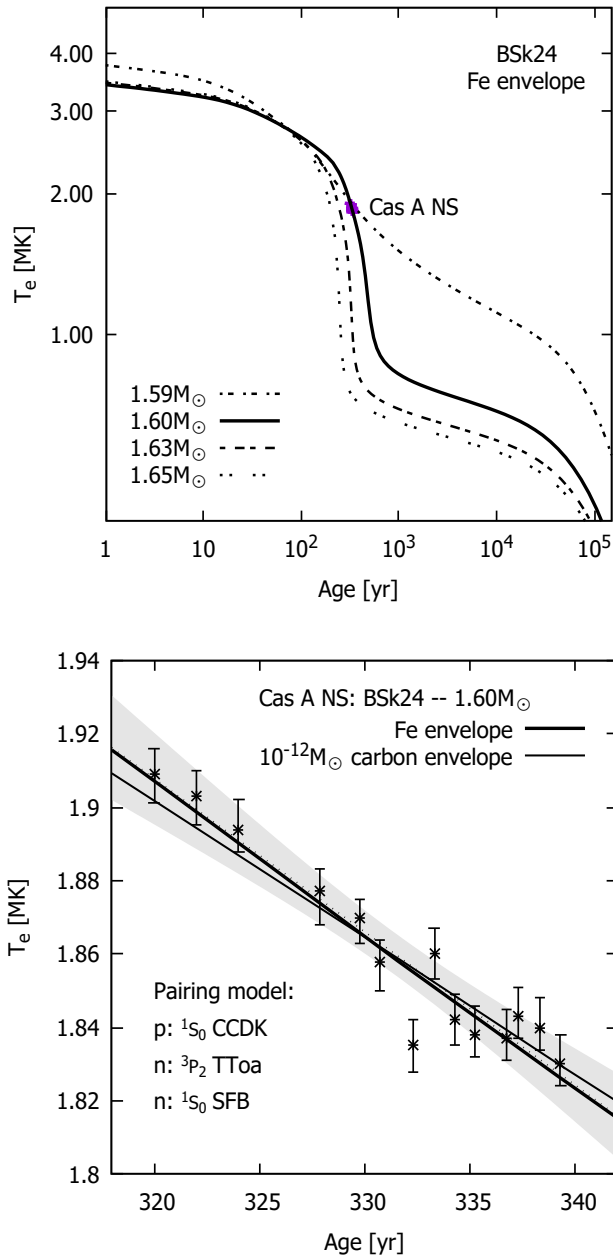 4.00
3.00
2.00
1.00
Tₑ [MK]
BSk24
Fe envelope
Cas A NS
1.59M☉
1.60M☉
1.63M☉
1.65M☉
1 10 10² 10³ 10⁴ 10⁵
Age [yr]
1.94
1.92
1.9
1.88
1.86
1.84
1.82
1.8
Tₑ [MK]
Cas A NS: BSk24 -- 1.60M☉
Fe envelope
10⁻¹²M☉ carbon envelope
Pairing model:
p: ¹S₀ CCDK
n: ³P₂ TToa
n: ¹S₀ SFB
320 325 330 335 340
Age [yr]